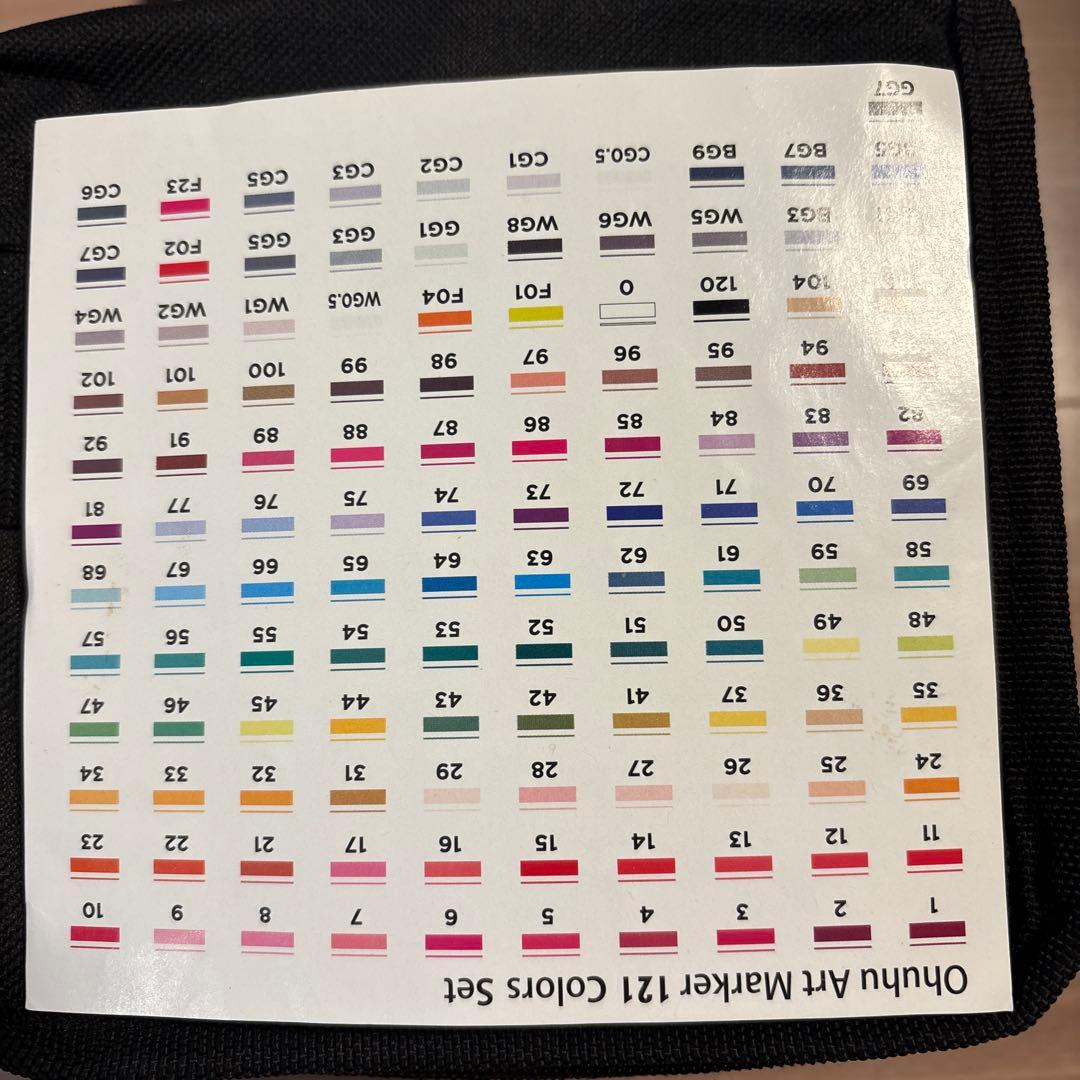 Ohuhu Art Marker 121 Colors Set
1 2 3 4 5 6 7 8 9 10
11 12 13 14 15 16 17 21 22 23
24 25 26 27 28 29 31 32 33 34
35 36 37 41 42 43 44 45 46 47
48 49 50 51 52 53 54 55 56 57
58 59 61 62 63 64 65 66 67 68
69 70 71 72 73 74 75 76 77 81
82 83 84 85 86 87 88 89 91 92
94 95 96 97 98 99 100 101 102
104 120 0 F01 F04 WG0.5 WG1 WG2 WG4
BG3 WG5 WG6 WG8 GG1 GG3 GG5 F02 CG7
BG5 BG7 BG9 CG0.5 CG1 CG2 CG3 CG5 F23 CG6
GG7